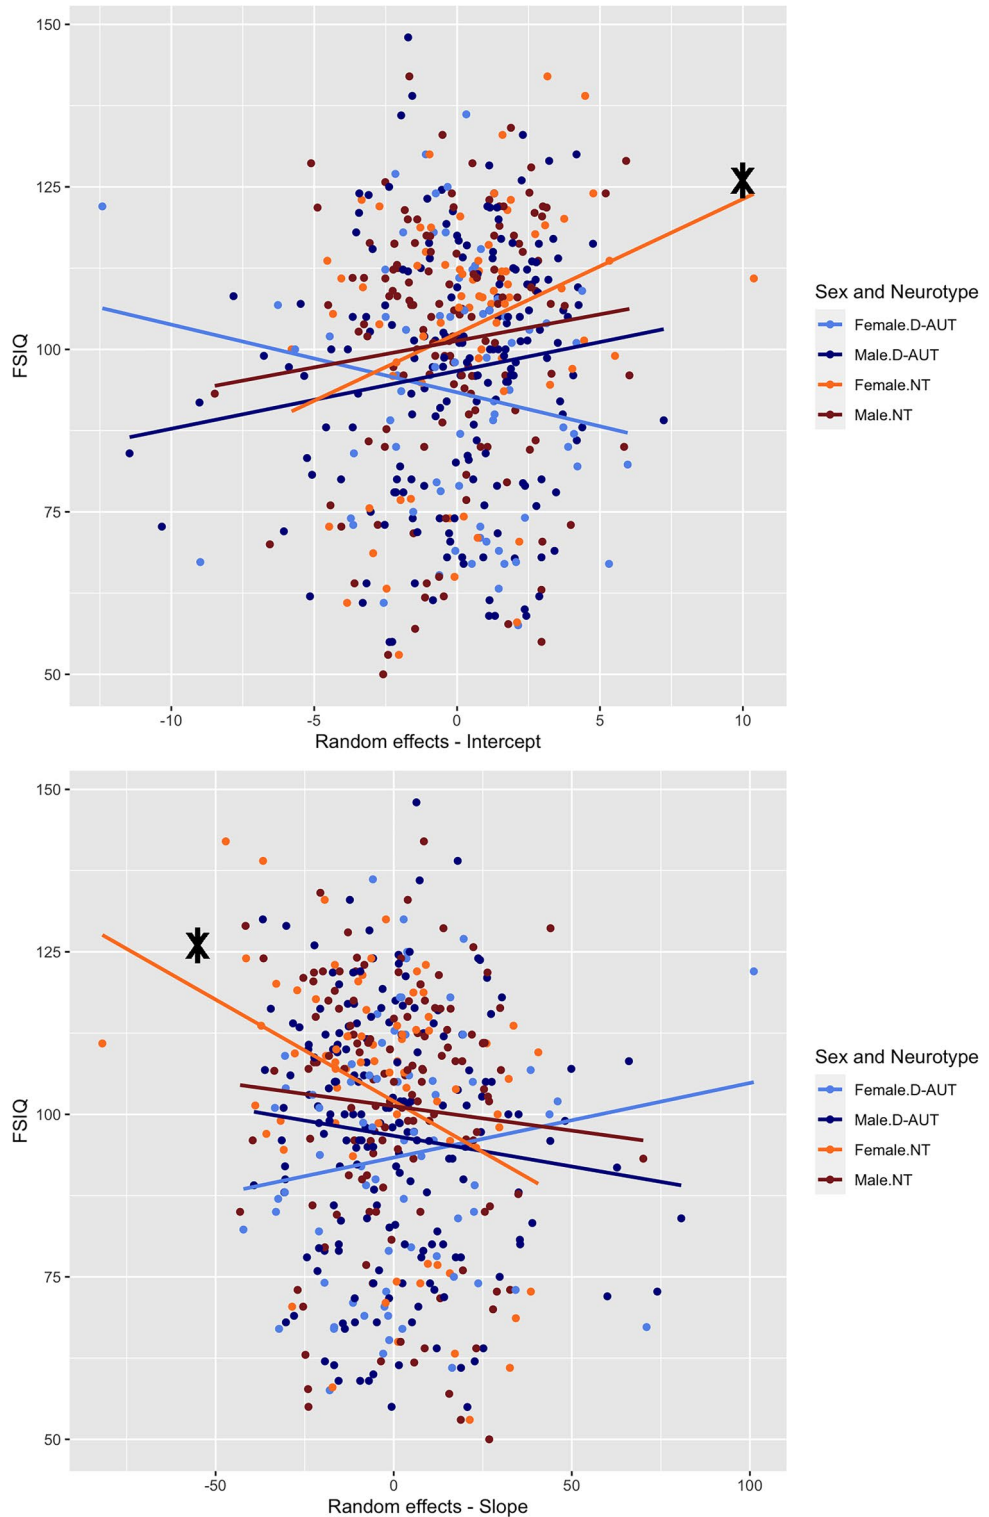 150
125
100
75
50
FSIQ
-10
-5
0
5
10
Random effects - Intercept
Sex and Neurotype
Female.D-AUT
Male.D-AUT
Female.NT
Male.NT
150
125
100
75
50
FSIQ
-50
0
50
100
Random effects - Slope
Sex and Neurotype
Female.D-AUT
Male.D-AUT
Female.NT
Male.NT